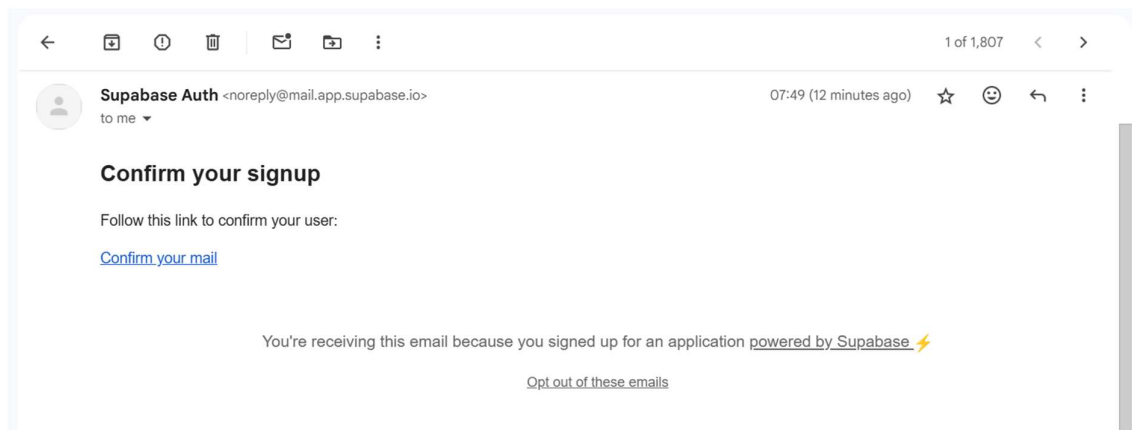 1 of 1,807
Supabase Auth <noreply@mail.app.supabase.io>
07:49 (12 minutes ago)
to me
Confirm your signup
Follow this link to confirm your user:
Confirm your mail
You're receiving this email because you signed up for an application powered by Supabase ⚡
Opt out of these emails